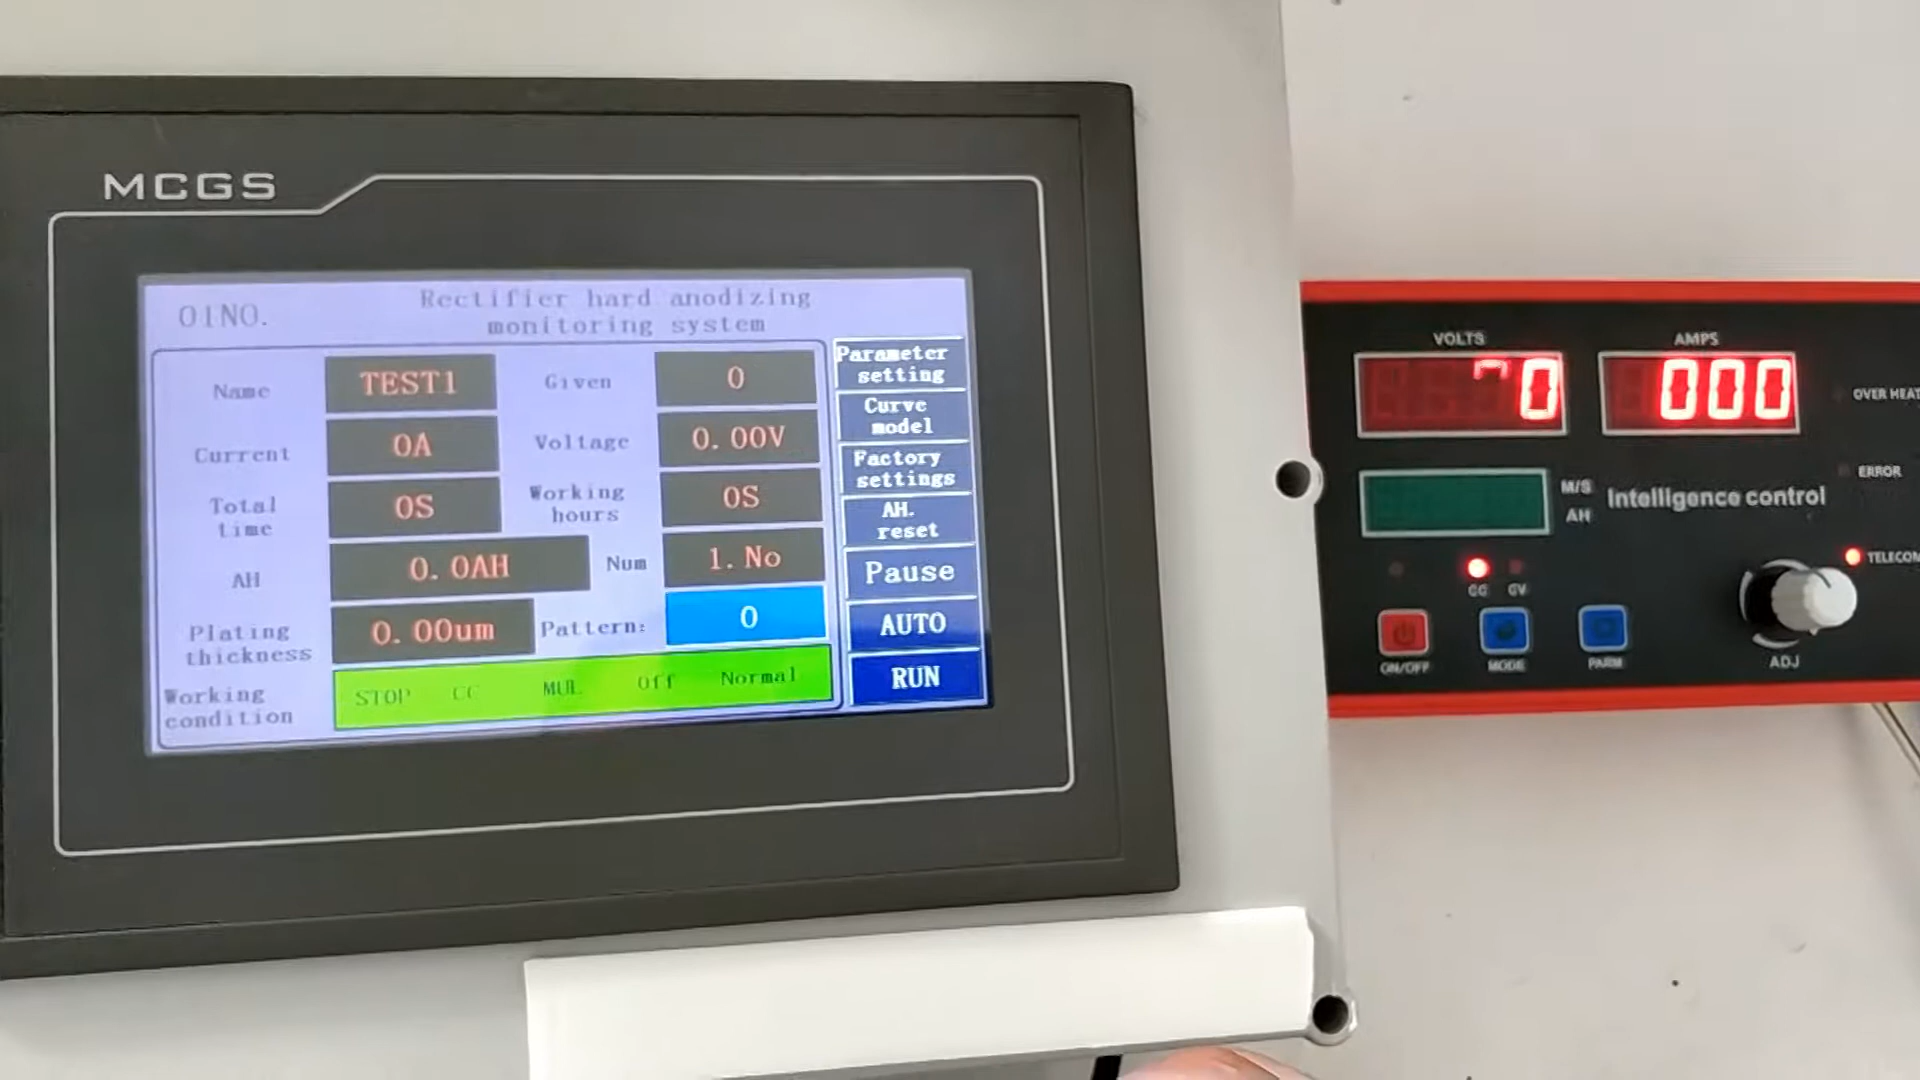 MCGS
01NO.
Rectifier hard anodizing
monitoring system
Name
TEST1
Given
0
Current
0A
Voltage
0.00V
Total
time
0S
Working
hours
0S
AH
0.0AH
Num
1.No
Plating
thickness
0.00um
Pattern:
0
Working
condition
STOP CC MUL Off Normal
Parameter
setting
Curve
model
Factory
settings
AH.
reset
Pause
AUTO
RUN
VOLTS
AMPS
0
000
OVER HEAT
M/S
AH
Intelligence control
ERROR
TELECOM
CC CV
ON/OFF
MODE
PARM
ADJ